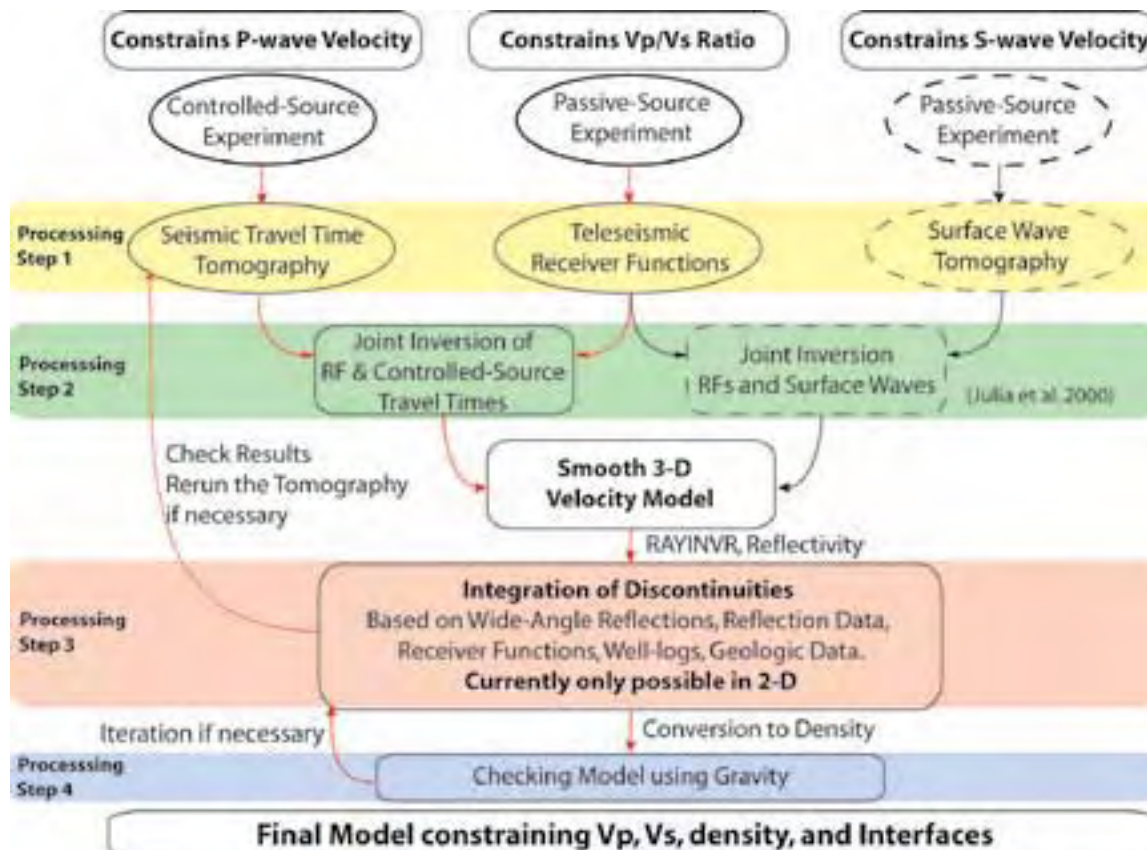 Constrains P-wave Velocity
Constrains Vp/Vs Ratio
Constrains S-wave Velocity
Controlled-Source
Experiment
Passive-Source
Experiment
Passive-Source
Experiment
Processsing
Step 1
Seismic Travel Time
Tomography
Teleseismic
Receiver Functions
Surface Wave
Tomography
Processsing
Step 2
Joint Inversion of
RF & Controlled-Source
Travel Times
Joint Inversion
RFs and Surface Waves
(Julia et al. 2000)
Check Results
Rerun the Tomography
if necessary
Smooth 3-D
Velocity Model
RAYINVR, Reflectivity
Processsing
Step 3
Integration of Discontinuities
Based on Wide-Angle Reflections, Reflection Data,
Receiver Functions, Well-logs, Geologic Data.
Currently only possible in 2-D
Iteration if necessary
Conversion to Density
Processsing
Step 4
Checking Model using Gravity
Final Model constraining Vp, Vs, density, and Interfaces